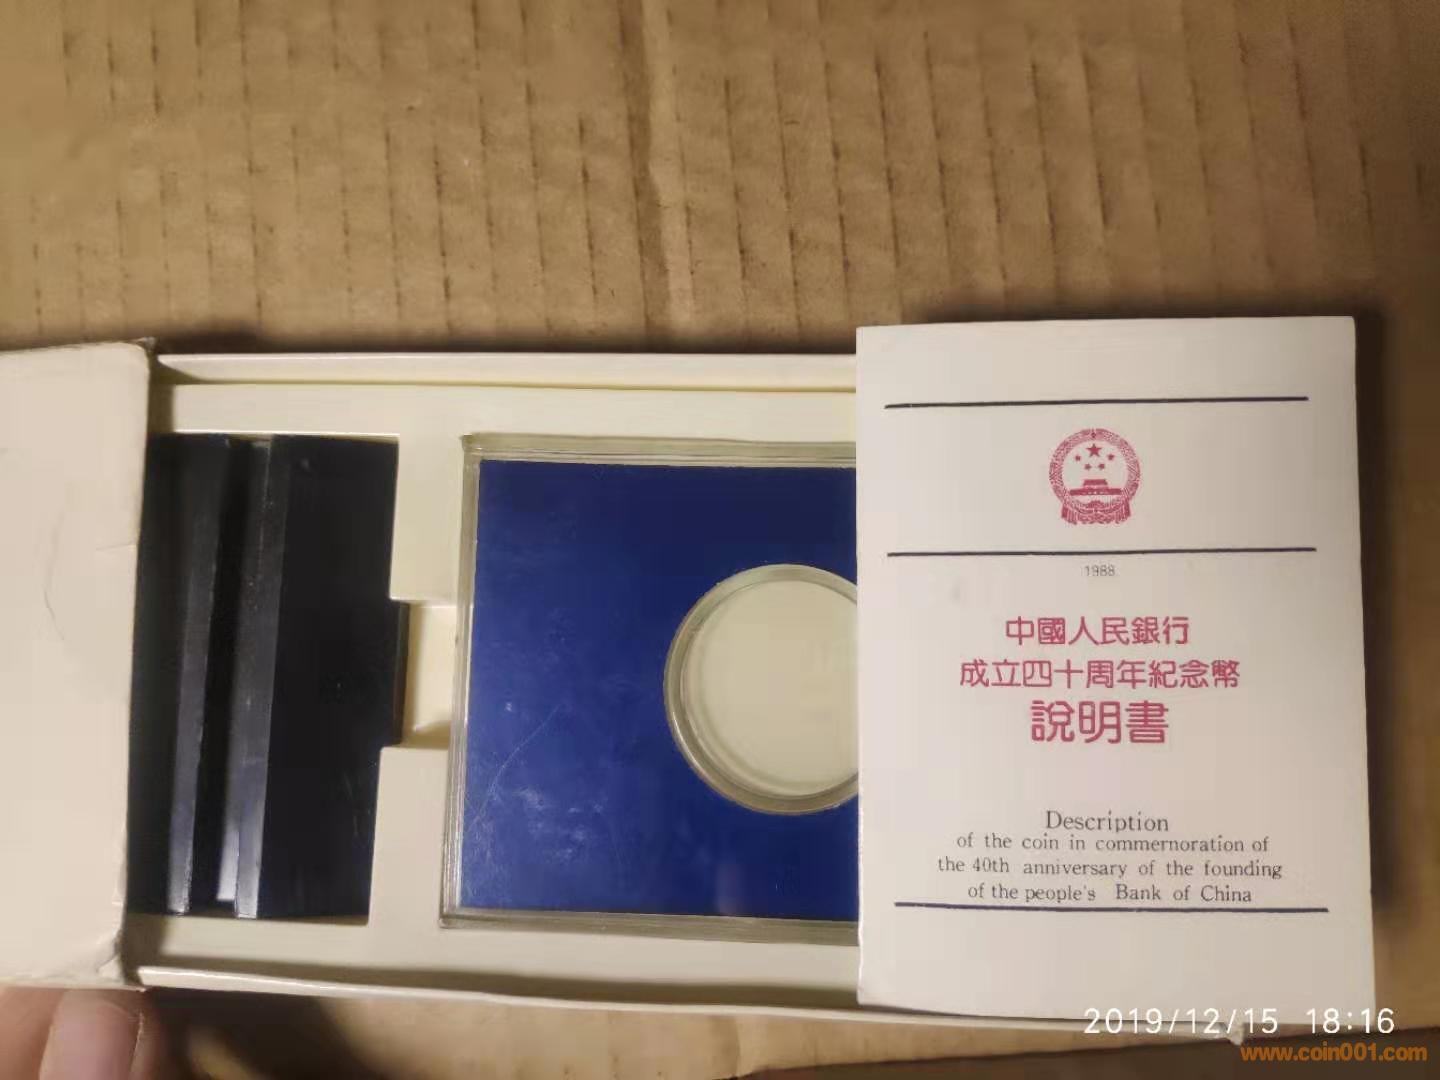 1988
中國人民銀行
成立四十周年紀念幣
說明書
Description
of the coin in commernoration of
the 40th anniversary of the founding
of the people's Bank of China
2019/12/15 18:16
www.coin001.com